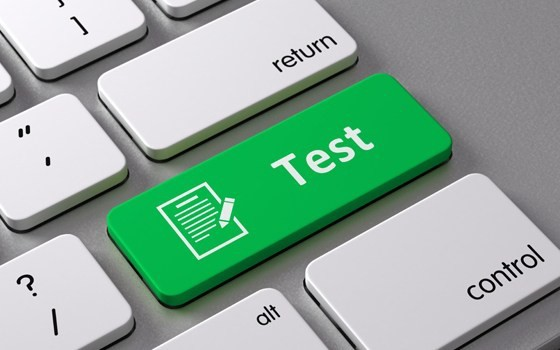 ]
return
"
'
Test
?
/
alt
control